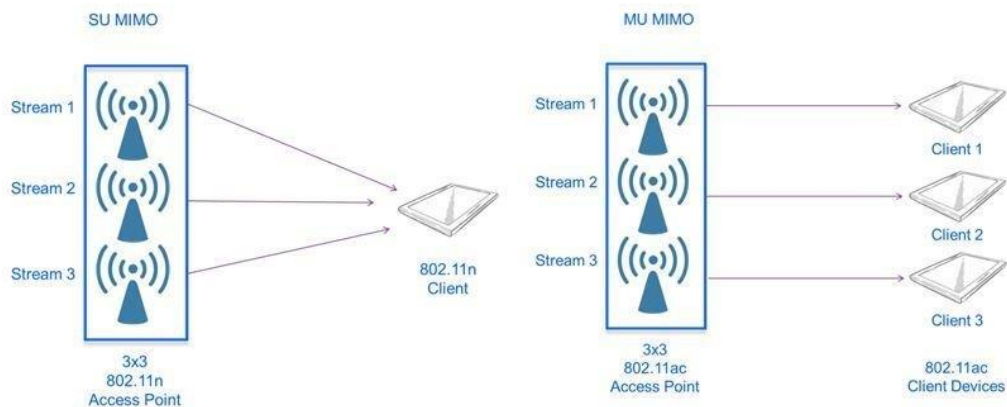 SU MIMO
Stream 1
Stream 2
Stream 3
3x3
802.11n
Access Point
802.11n
Client
MU MIMO
Stream 1
Stream 2
Stream 3
3x3
802.11ac
Access Point
Client 1
Client 2
Client 3
802.11ac
Client Devices